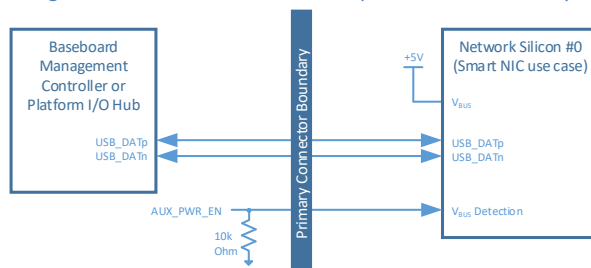 Baseboard
Management
Controller or
Platform I/O Hub
USB_DATp
USB_DATn
AUX_PWR_EN
10k
Ohm
Primary Connector Boundary
Network Silicon #0
(Smart NIC use case)
+5V
VBUS
USB_DATp
USB_DATn
VBUS Detection